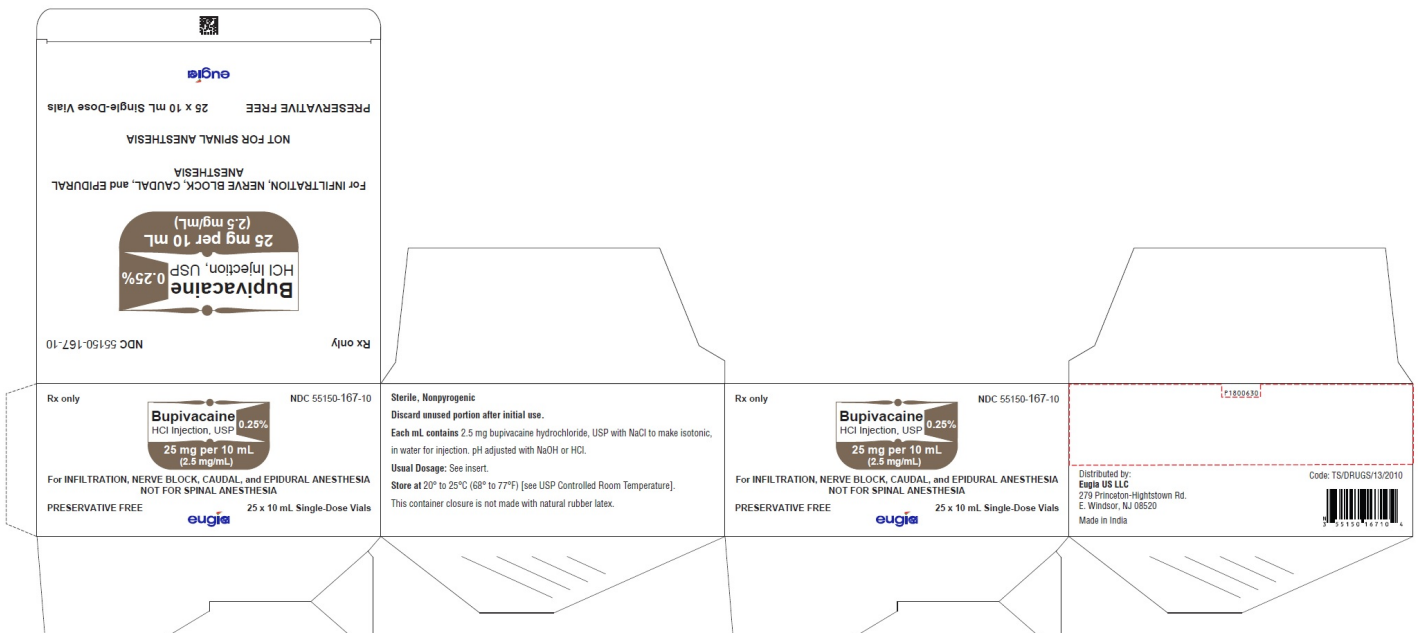 eugia
PRESERVATIVE FREE 25 x 10 mL Single-Dose Vials
NOT FOR SPINAL ANESTHESIA
For INFILTRATION, NERVE BLOCK, CAUDAL, and EPIDURAL
ANESTHESIA
25 mg per 10 mL
(2.5 mg/mL)
Bupivacaine
HCl Injection, USP
0.25%
Rx only NDC 55150-167-10
Rx only NDC 55150-167-10
Bupivacaine
HCl Injection, USP
0.25%
25 mg per 10 mL
(2.5 mg/mL)
For INFILTRATION, NERVE BLOCK, CAUDAL, and EPIDURAL ANESTHESIA
NOT FOR SPINAL ANESTHESIA
PRESERVATIVE FREE 25 x 10 mL Single-Dose Vials
eugia
Sterile, Nonpyrogenic
Discard unused portion after initial use.
Each mL contains 2.5 mg bupivacaine hydrochloride, USP with NaCl to make isotonic,
in water for injection. pH adjusted with NaOH or HCl.
Usual Dosage: See insert.
Store at 20° to 25°C (68° to 77°F) [see USP Controlled Room Temperature].
This container closure is not made with natural rubber latex.
Rx only NDC 55150-167-10
Bupivacaine
HCl Injection, USP
0.25%
25 mg per 10 mL
(2.5 mg/mL)
For INFILTRATION, NERVE BLOCK, CAUDAL, and EPIDURAL ANESTHESIA
NOT FOR SPINAL ANESTHESIA
PRESERVATIVE FREE 25 x 10 mL Single-Dose Vials
eugia
P1800630
Distributed by:
Eugia US LLC
279 Princeton-Hightstown Rd.
E. Windsor, NJ 08520
Made in India
Code: TS/DRUGS/13/2010
N
3 55150 16710 4